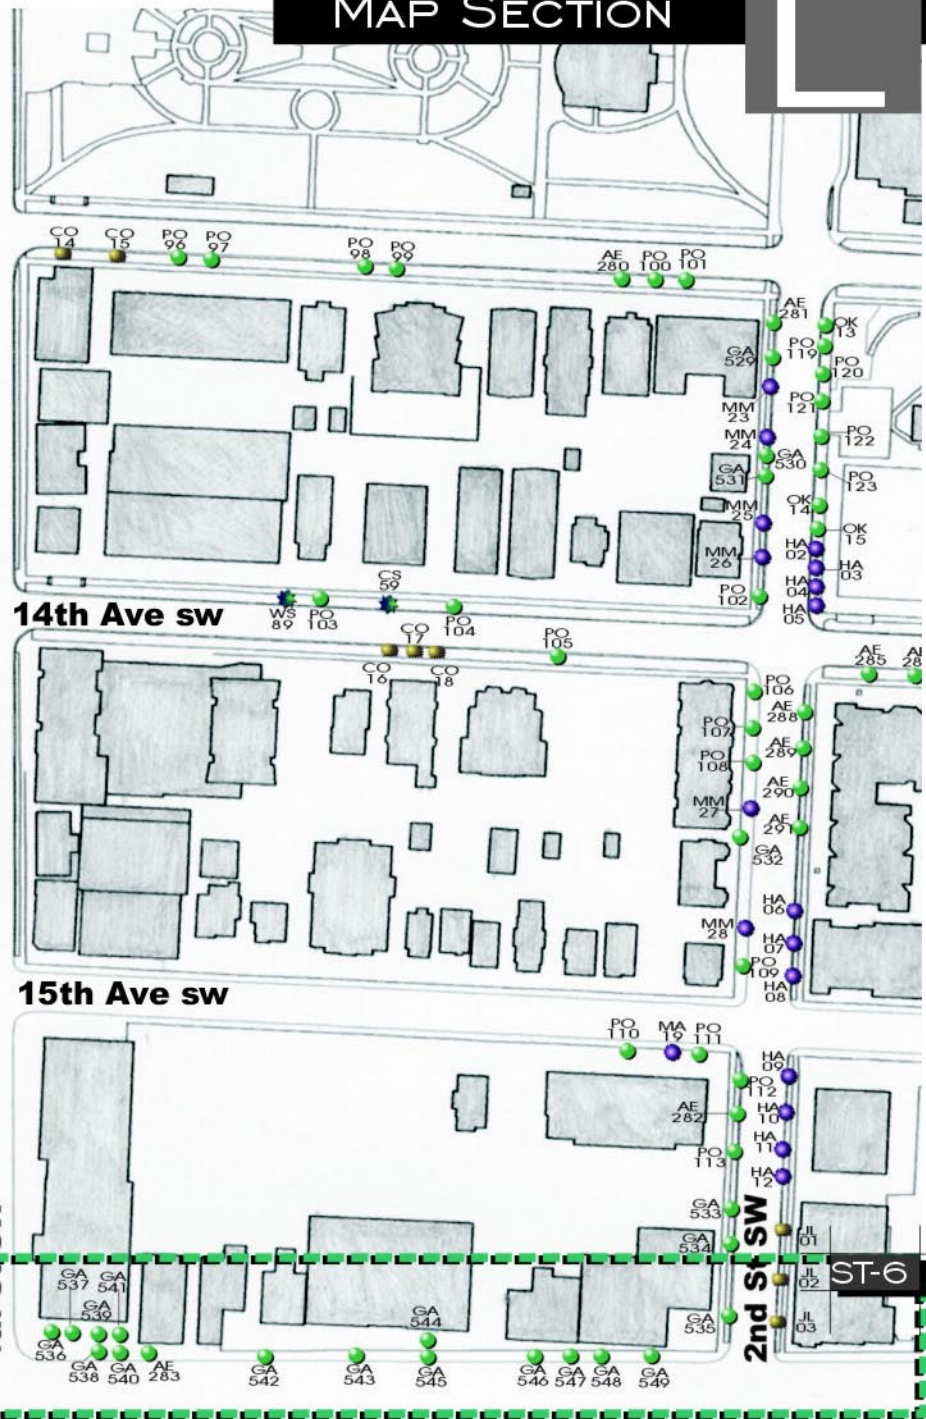 MAP SECTION
L
CO
14
CO
15
PO
96
PO
97
PO
98
PO
99
AE
280
PO
100
PO
101
AE
281
OK
13
GA
529
PO
119
PO
120
MM
23
PO
121
MM
24
PO
122
GA
530
GA
531
PO
123
MM
25
OK
14
OK
15
MM
26
HA
02
HA
03
HA
04
PO
102
HA
05
WS
89
PO
103
CS
59
PO
104
14th Ave sw
CO
16
CO
17
CO
18
PO
105
AE
285
PO
106
AE
288
PO
107
AE
289
PO
108
AE
290
MM
27
AE
291
GA
532
HA
06
MM
28
HA
07
PO
109
HA
08
15th Ave sw
PO
110
MA
19
PO
111
HA
09
PO
112
AE
282
HA
10
PO
113
HA
11
HA
12
GA
533
GA
534
JL
01
2nd St SW
JL
02
ST-6
GA
535
JL
03
GA
537
GA
541
GA
539
GA
536
GA
538
GA
540
AE
283
GA
542
GA
543
GA
544
GA
545
GA
546
GA
547
GA
548
GA
549